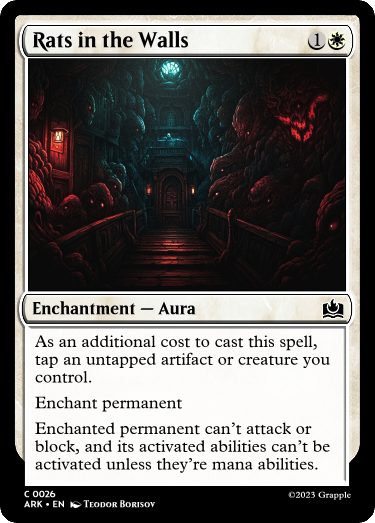 Rats in the Walls 1
Enchantment — Aura
As an additional cost to cast this spell,
tap an untapped artifact or creature you
control.
Enchant permanent
Enchanted permanent can't attack or
block, and its activated abilities can't be
activated unless they're mana abilities.
C 0026
ARK • EN Teodor Borisov
©2023 Grapple